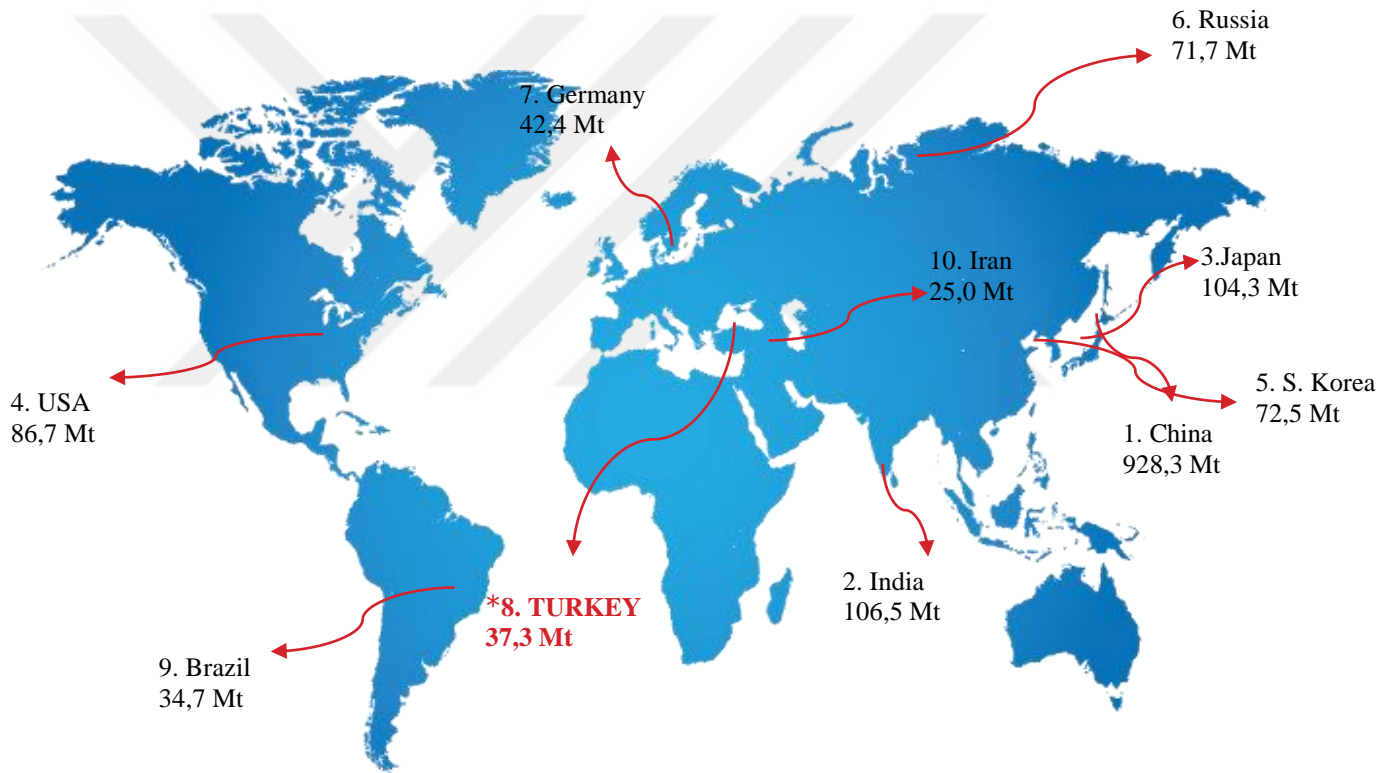 6. Russia
71,7 Mt
7. Germany
42,4 Mt
10. Iran
25,0 Mt
3.Japan
104,3 Mt
4. USA
86,7 Mt
5. S. Korea
72,5 Mt
1. China
928,3 Mt
2. India
106,5 Mt
*8. TURKEY
37,3 Mt
9. Brazil
34,7 Mt